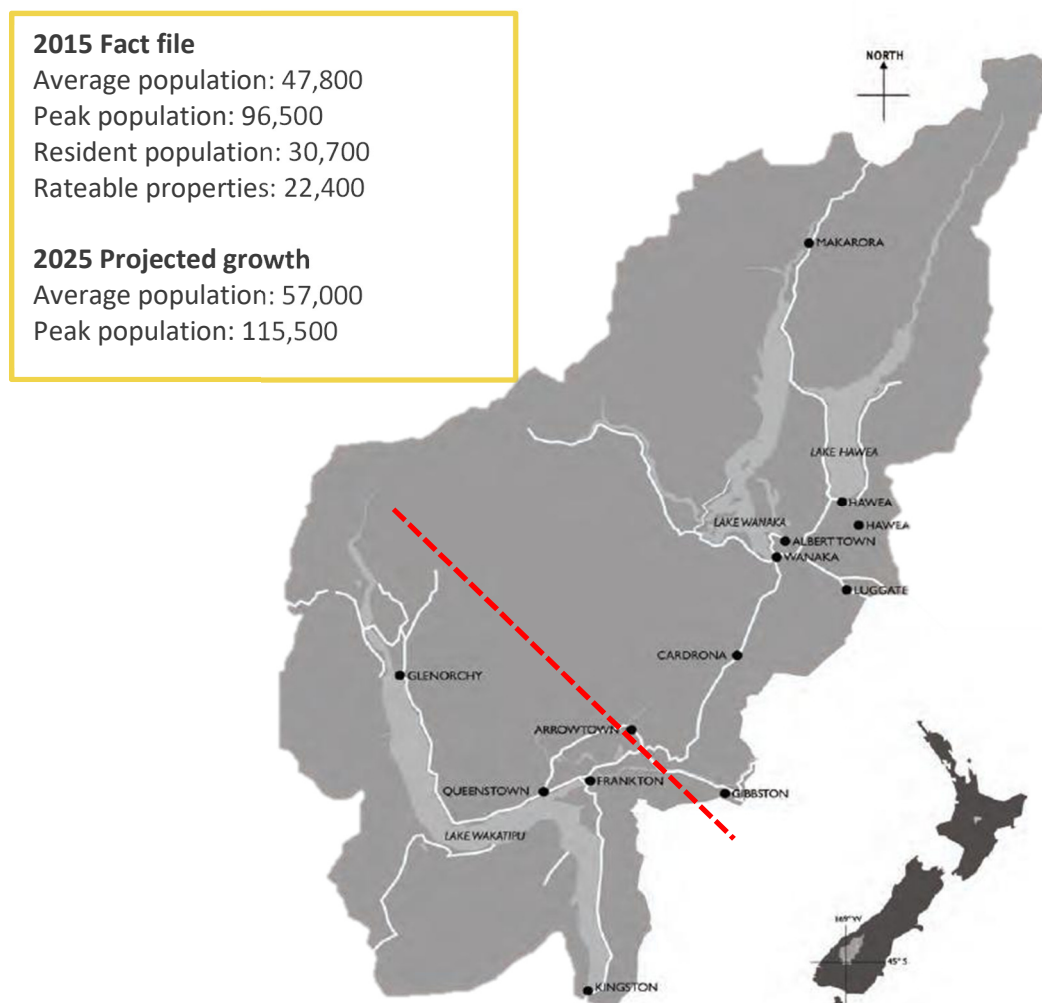 2015 Fact file
Average population: 47,800
Peak population: 96,500
Resident population: 30,700
Rateable properties: 22,400
2025 Projected growth
Average population: 57,000
Peak population: 115,500
NORTH
MAKARORA
LAKE HAWEA
HAWEA
LAKE WANAKA
HAWEA
ALBERT TOWN
WANAKA
LUGGATE
CARDRONA
GLENORCHY
ARROWTOWN
FRANKTON
QUEENSTOWN
GIBBSTON
LAKE WAKATIPU
169° W
45° S
KINGSTON